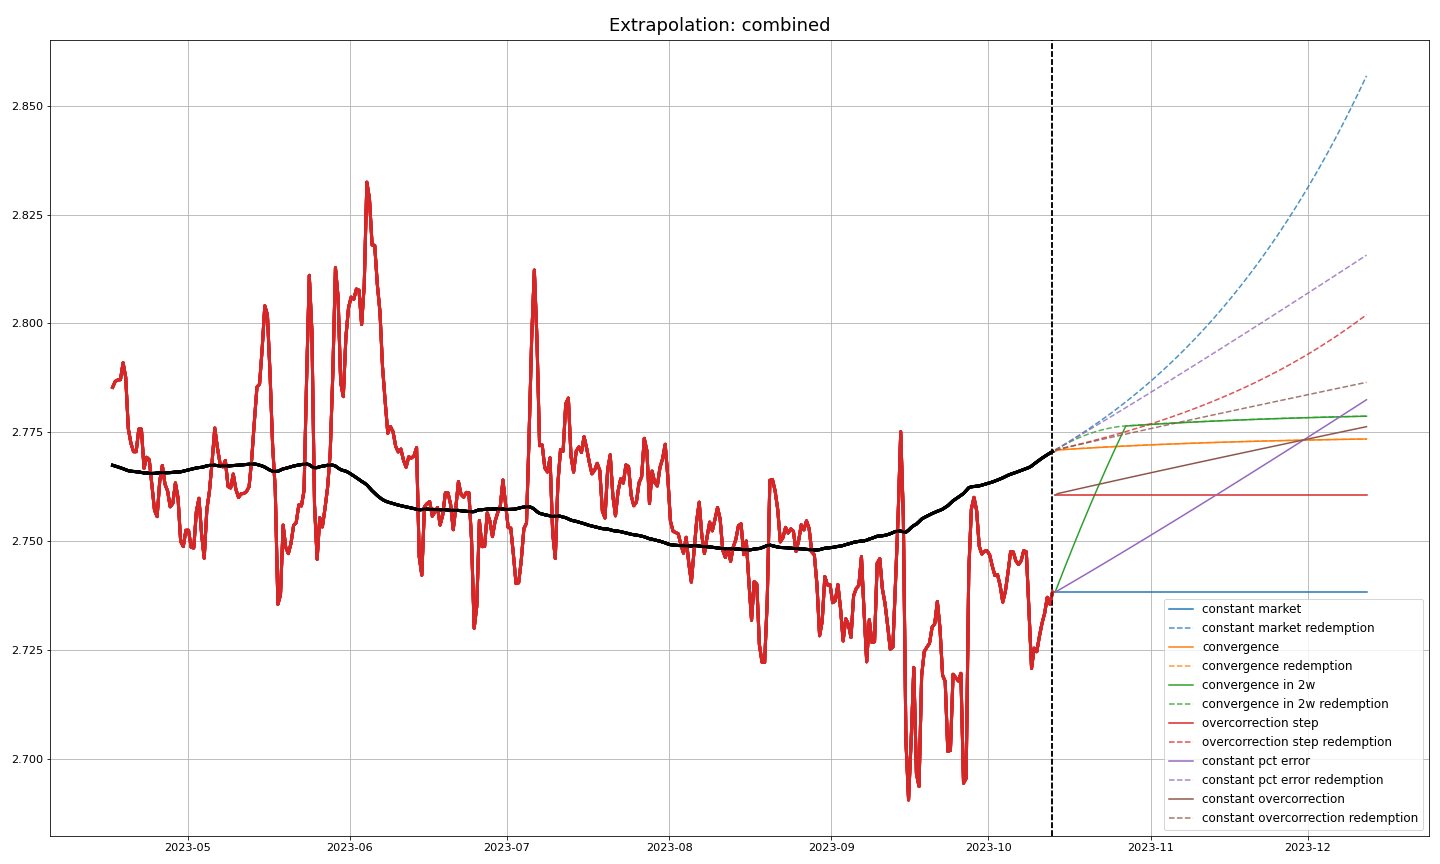 Extrapolation: combined
2.850
2.825
2.800
2.775
2.750
2.725
2.700
constant market
constant market redemption
convergence
convergence redemption
convergence in 2w
convergence in 2w redemption
overcorrection step
overcorrection step redemption
constant pct error
constant pct error redemption
constant overcorrection
constant overcorrection redemption
2023-05 2023-06 2023-07 2023-08 2023-09 2023-10 2023-11 2023-12